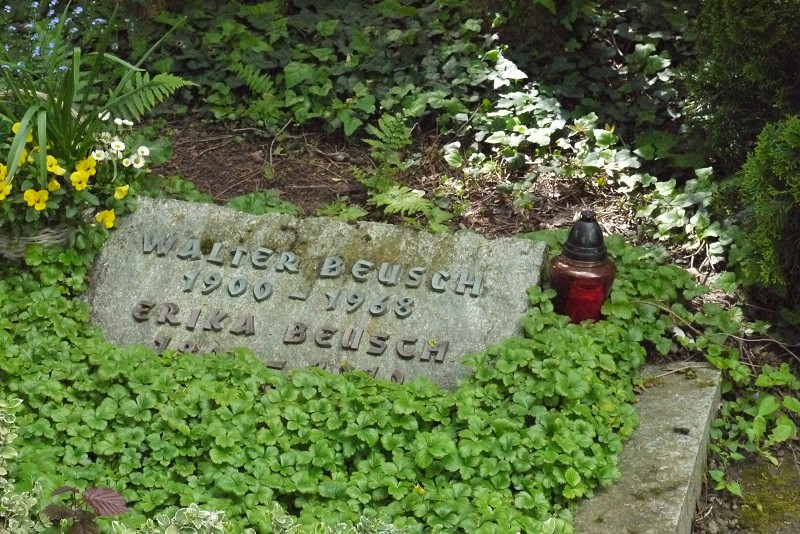 WALTER BEUSCH
1900 – 1968
ERIKA BEUSCH